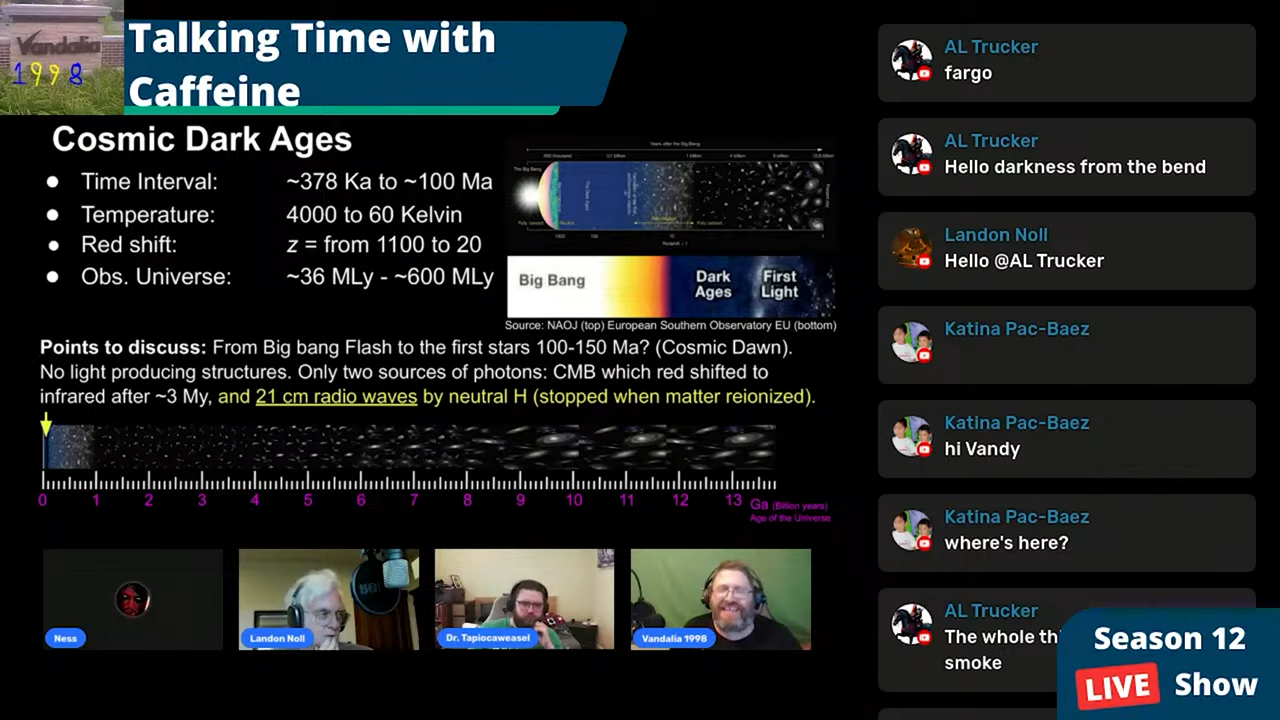 Vandalia
1998
Talking Time with
Caffeine
Cosmic Dark Ages
● Time Interval: ~378 Ka to ~100 Ma
● Temperature: 4000 to 60 Kelvin
● Red shift: z = from 1100 to 20
● Obs. Universe: ~36 MLy - ~600 MLy
Years after the Big Bang
The Big Bang
Big Bang
Dark
Ages
First
Light
Source: NAOJ (top) European Southern Observatory EU (bottom)
Points to discuss: From Big bang Flash to the first stars 100-150 Ma? (Cosmic Dawn).
No light producing structures. Only two sources of photons: CMB which red shifted to
infrared after ~3 My, and 21 cm radio waves by neutral H (stopped when matter reionized).
0 1 2 3 4 5 6 7 8 9 10 11 12 13 Ga (Billion years)
Age of the Universe
Ness
Landon Noll
Dr. Tapiocaweasel
Vandalia 1998
AL Trucker
fargo
AL Trucker
Hello darkness from the bend
Landon Noll
Hello @AL Trucker
Katina Pac-Baez
Katina Pac-Baez
hi Vandy
Katina Pac-Baez
where's here?
AL Trucker
The whole thi
smoke
Season 12
LIVE Show